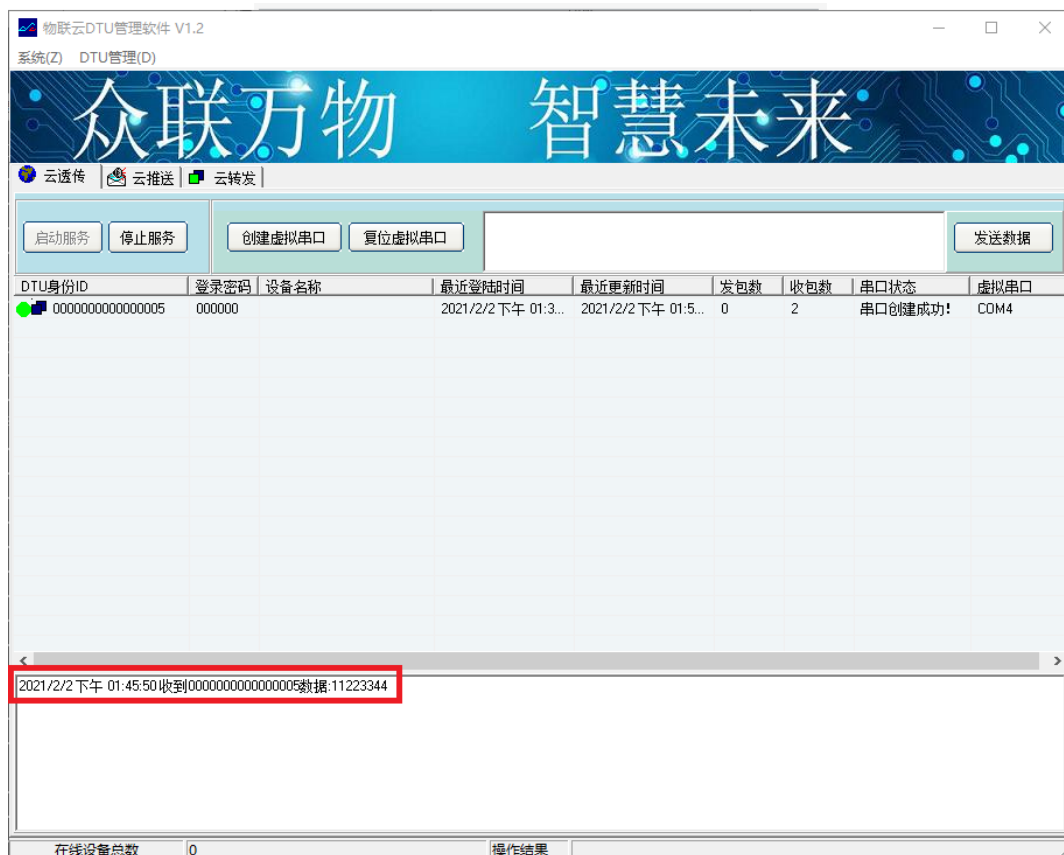 物联云DTU管理软件 V1.2
系统(Z) DTU管理(D)
众联万物 智慧未来
云透传 云推送 云转发
启动服务 停止服务 创建虚拟串口 复位虚拟串口 发送数据
DTU身份ID 登录密码 设备名称 最近登陆时间 最近更新时间 发包数 收包数 串口状态 虚拟串口
0000000000000005 000000 2021/2/2 下午 01:3... 2021/2/2 下午 01:5... 0 2 串口创建成功! COM4
2021/2/2 下午 01:45:50收到0000000000000005数据:11223344
在线设备总数 0 操作结果